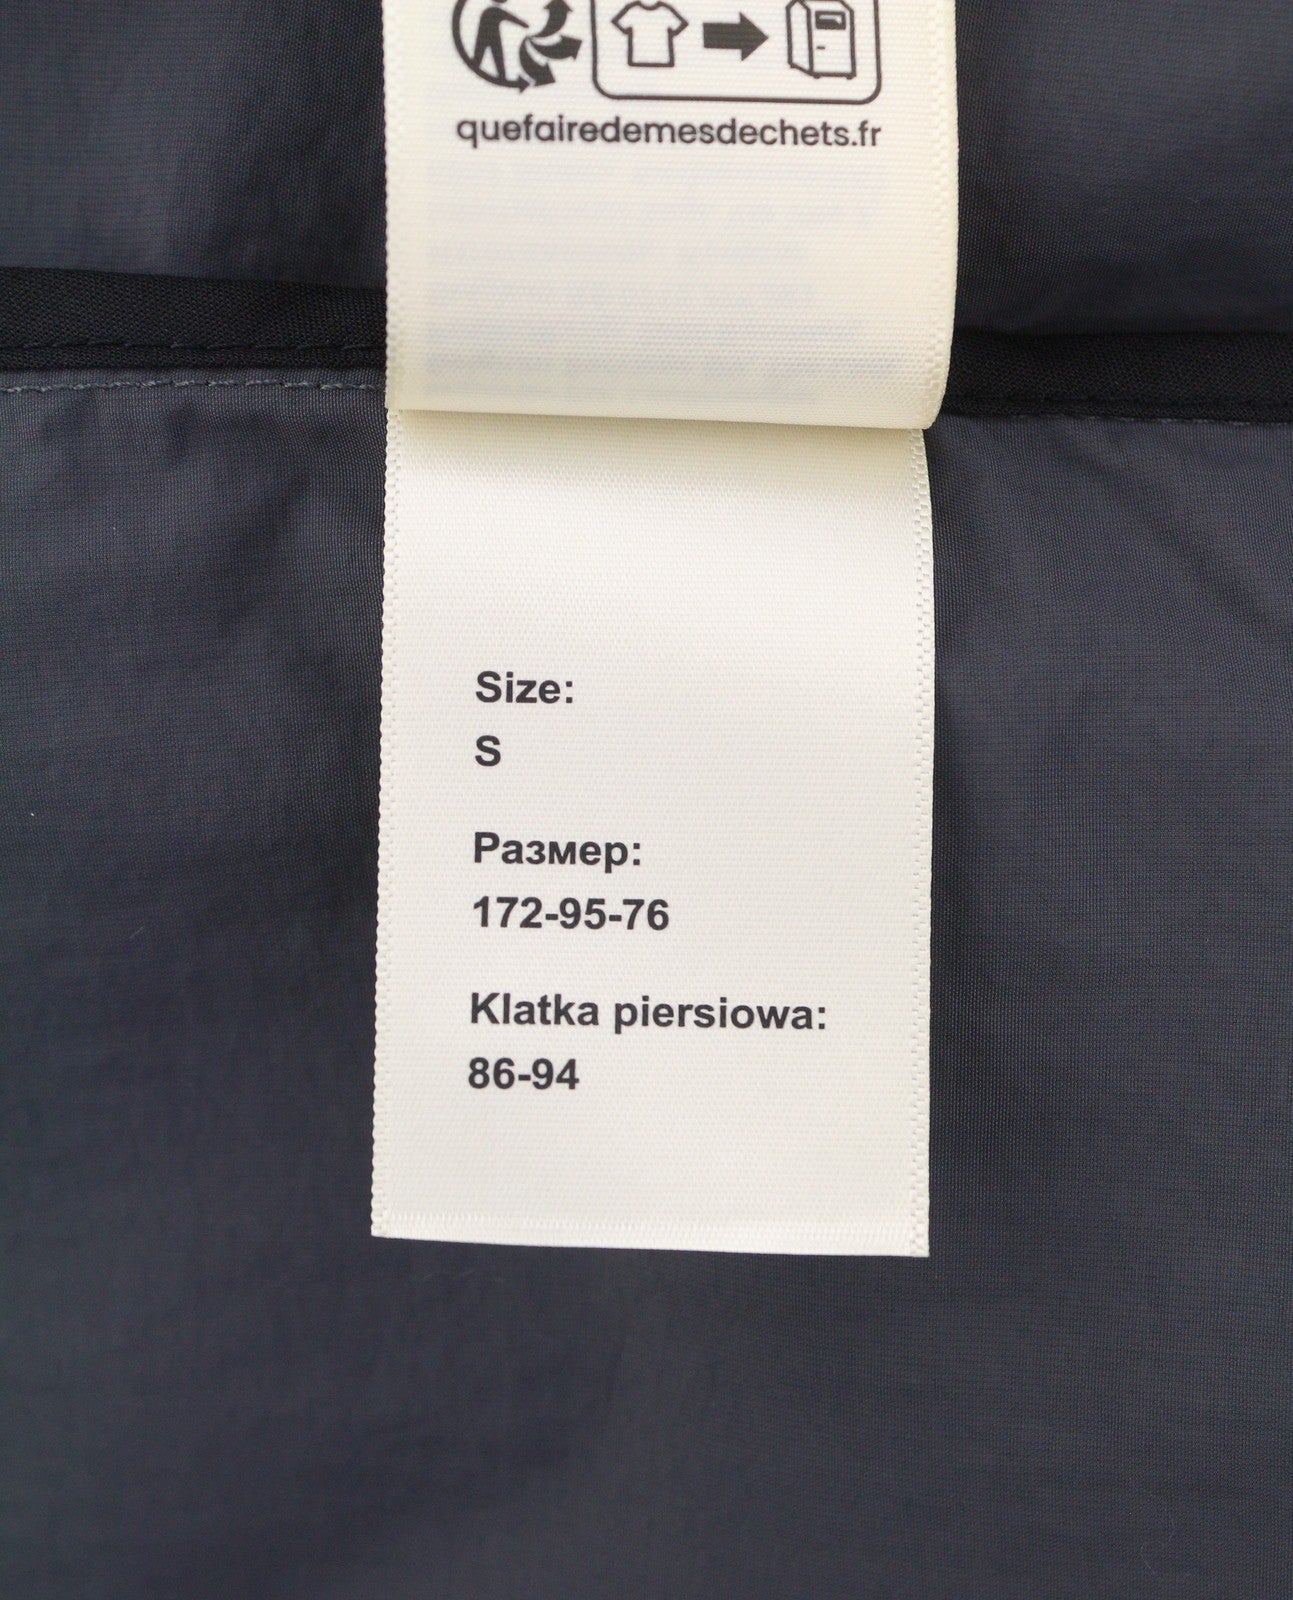 quefairedemesdechets.fr
Size:
S
Размер:
172-95-76
Klatka piersiowa:
86-94